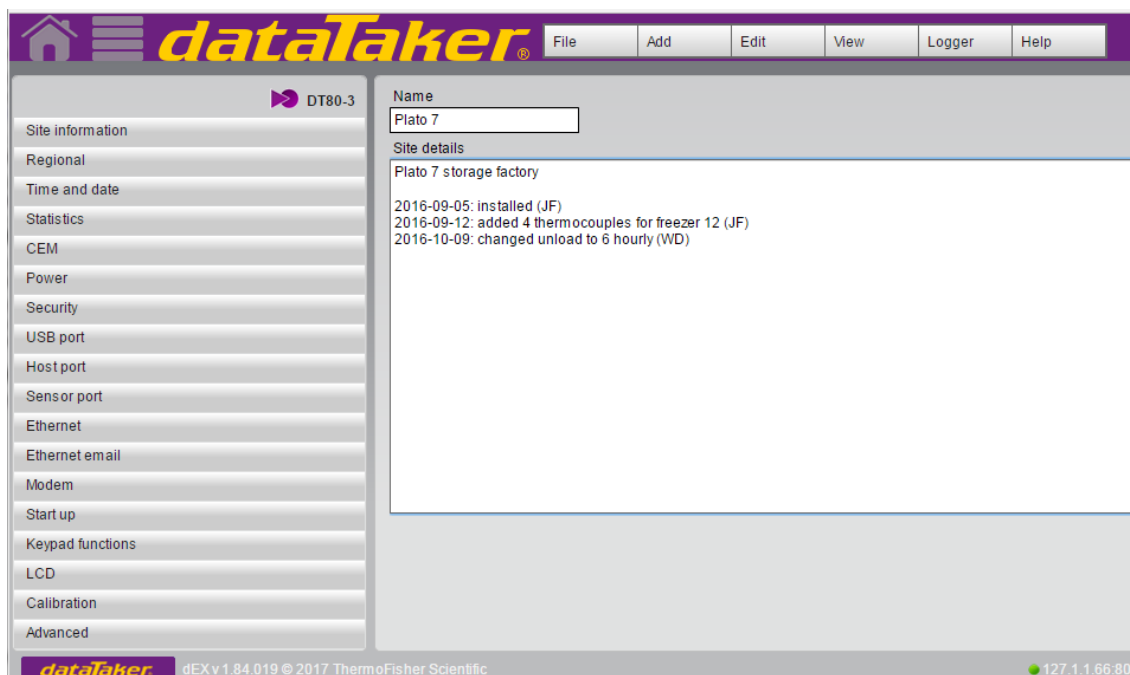 dataTaker®
File
Add
Edit
View
Logger
Help
DT80-3
Site information
Regional
Time and date
Statistics
CEM
Power
Security
USB port
Host port
Sensor port
Ethernet
Ethernet email
Modem
Start up
Keypad functions
LCD
Calibration
Advanced
Name
Plato 7
Site details
Plato 7 storage factory
2016-09-05: installed (JF)
2016-09-12: added 4 thermocouples for freezer 12 (JF)
2016-10-09: changed unload to 6 hourly (WD)
dataTaker.
dEX v 1.84.019 © 2017 ThermoFisher Scientific
127.1.1.66:80